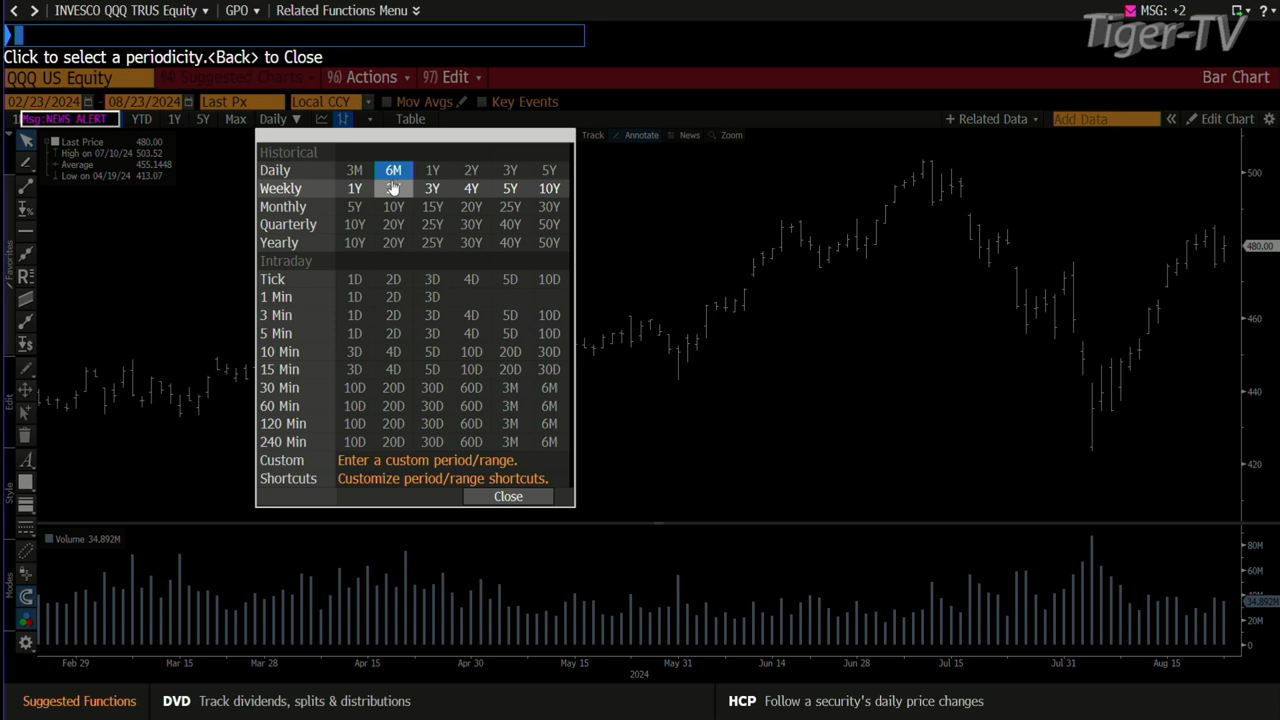 INVESCO QQQ TRUS Equity GPO Related Functions Menu MSG: +2 ?
Tiger-TV
Click to select a periodicity.<Back> to Close
QQQ US Equity 94) Suggested Charts 96) Actions 97) Edit Bar Chart
02/23/2024 - 08/23/2024 Last Px Local CCY Mov Avgs Key Events
Msg:NEWS ALERT YTD 1Y 5Y Max Daily Table + Related Data Add Data Edit Chart
Track Annotate News Zoom
Last Price 480.00
High on 07/10/24 503.52
Average 455.1448
Low on 04/19/24 413.07
Historical
Daily 3M 6M 1Y 2Y 3Y 5Y
Weekly 1Y 3Y 4Y 5Y 10Y
Monthly 5Y 10Y 15Y 20Y 25Y 30Y
Quarterly 10Y 20Y 25Y 30Y 40Y 50Y
Yearly 10Y 20Y 25Y 30Y 40Y 50Y
Intraday
Tick 1D 2D 3D 4D 5D 10D
1 Min 1D 2D 3D
3 Min 1D 2D 3D 4D 5D 10D
5 Min 1D 2D 3D 4D 5D 10D
10 Min 3D 4D 5D 10D 20D 30D
15 Min 3D 4D 5D 10D 20D 30D
30 Min 10D 20D 30D 60D 3M 6M
60 Min 10D 20D 30D 60D 3M 6M
120 Min 10D 20D 30D 60D 3M 6M
240 Min 10D 20D 30D 60D 3M 6M
Custom Enter a custom period/range.
Shortcuts Customize period/range shortcuts.
Close
500
480.00
460
440
420
Favorites
Edit
Style
Modes
Volume 34.892M
80M
60M
34.892M
20M
0
Feb 29 Mar 15 Mar 28 Apr 15 Apr 30 May 15 May 31 Jun 14 Jun 28 Jul 15 Jul 31 Aug 15
2024
Suggested Functions DVD Track dividends, splits & distributions HCP Follow a security's daily price changes